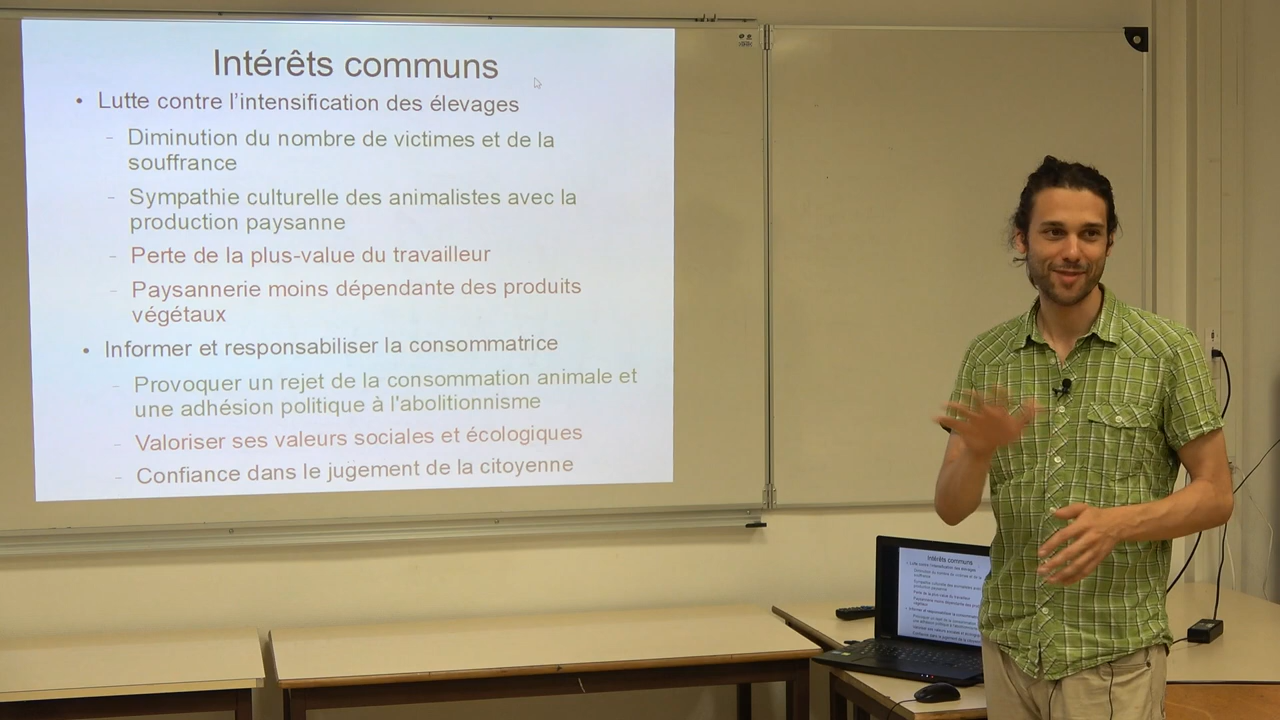 Intérêts communs
• Lutte contre l'intensification des élevages
– Diminution du nombre de victimes et de la
souffrance
– Sympathie culturelle des animalistes avec la
production paysanne
– Perte de la plus-value du travailleur
– Paysannerie moins dépendante des produits
végétaux
• Informer et responsabiliser la consommatrice
– Provoquer un rejet de la consommation animale et
une adhésion politique à l'abolitionnisme
– Valoriser ses valeurs sociales et écologiques
– Confiance dans le jugement de la citoyenne
Intérêts communs